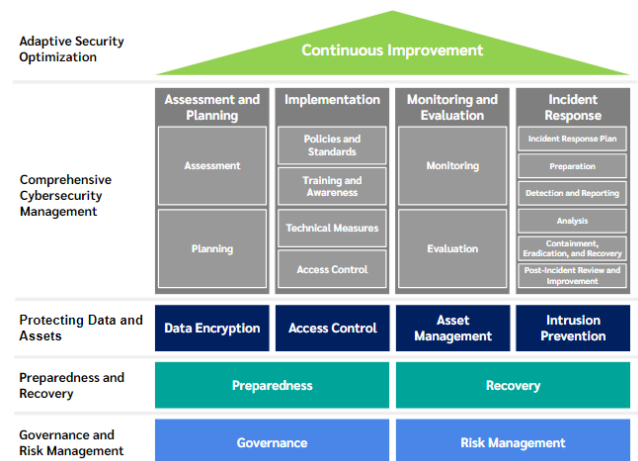 Adaptive Security
Optimization
Continuous Improvement
Comprehensive
Cybersecurity
Management
Assessment and
Planning
Assessment
Planning
Implementation
Policies and
Standards
Training and
Awareness
Technical Measures
Access Control
Monitoring and
Evaluation
Monitoring
Evaluation
Incident
Response
Incident Response Plan
Preparation
Detection and Reporting
Analysis
Containment,
Eradication, and Recovery
Post-Incident Review and
Improvement
Protecting Data and
Assets
Data Encryption
Access Control
Asset
Management
Intrusion
Prevention
Preparedness and
Recovery
Preparedness
Recovery
Governance and
Risk Management
Governance
Risk Management